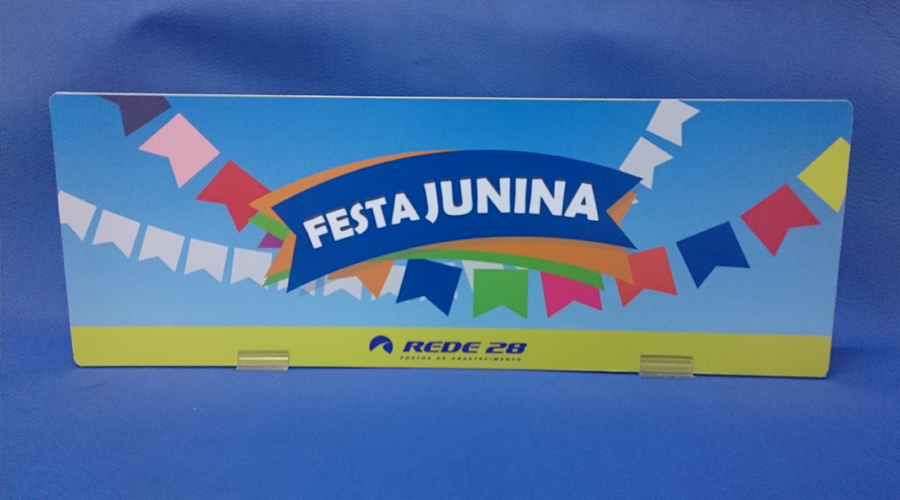 FESTA JUNINA
REDE 28
POSTOS DE ABASTECIMENTO